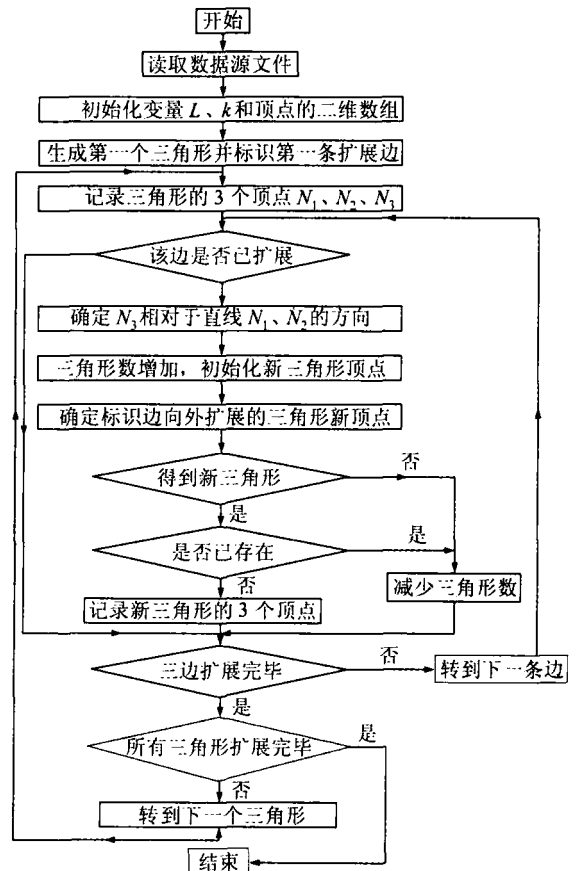 开始
读取数据源文件
初始化变量 L、k和顶点的二维数组
生成第一个三角形并标识第一条扩展边
记录三角形的 3 个顶点 N₁、N₂、N₃
该边是否已扩展
确定 N₃相对于直线 N₁、N₂的方向
三角形数增加，初始化新三角形顶点
确定标识边向外扩展的三角形新顶点
得到新三角形
否
是
是否已存在
是
否
减少三角形数
记录新三角形的 3 个顶点
三边扩展完毕
否
转到下一条边
是
所有三角形扩展完毕
是
否
转到下一个三角形
结束